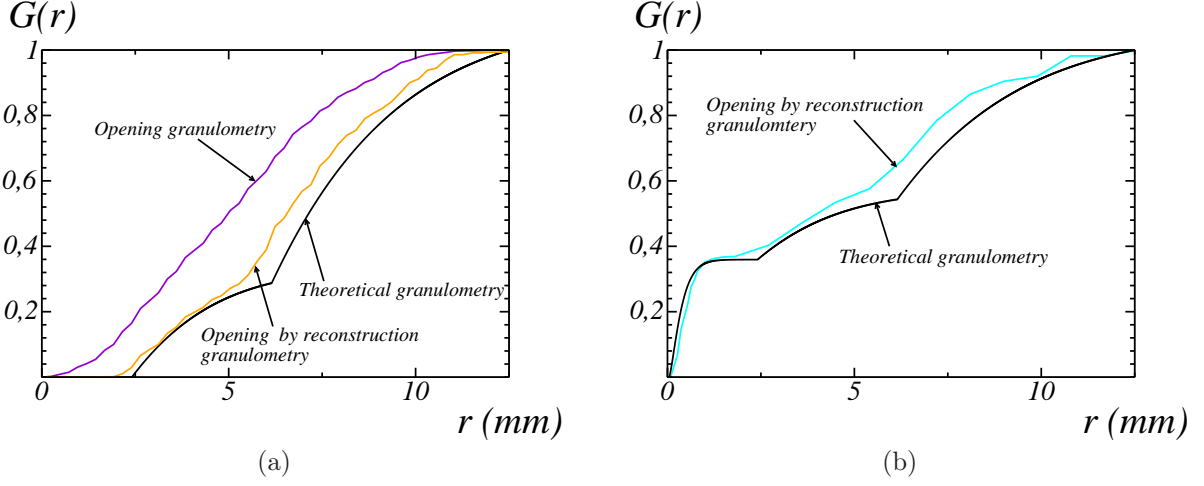 G(r)
1
0,8
0,6
0,4
0,2
0
5
10
r (mm)
Opening granulometry
Theoretical granulometry
Opening by reconstruction
granulometry
(a)
G(r)
1
0,8
0,6
0,4
0,2
0
5
10
r (mm)
Opening by reconstruction
granulomtery
Theoretical granulometry
(b)